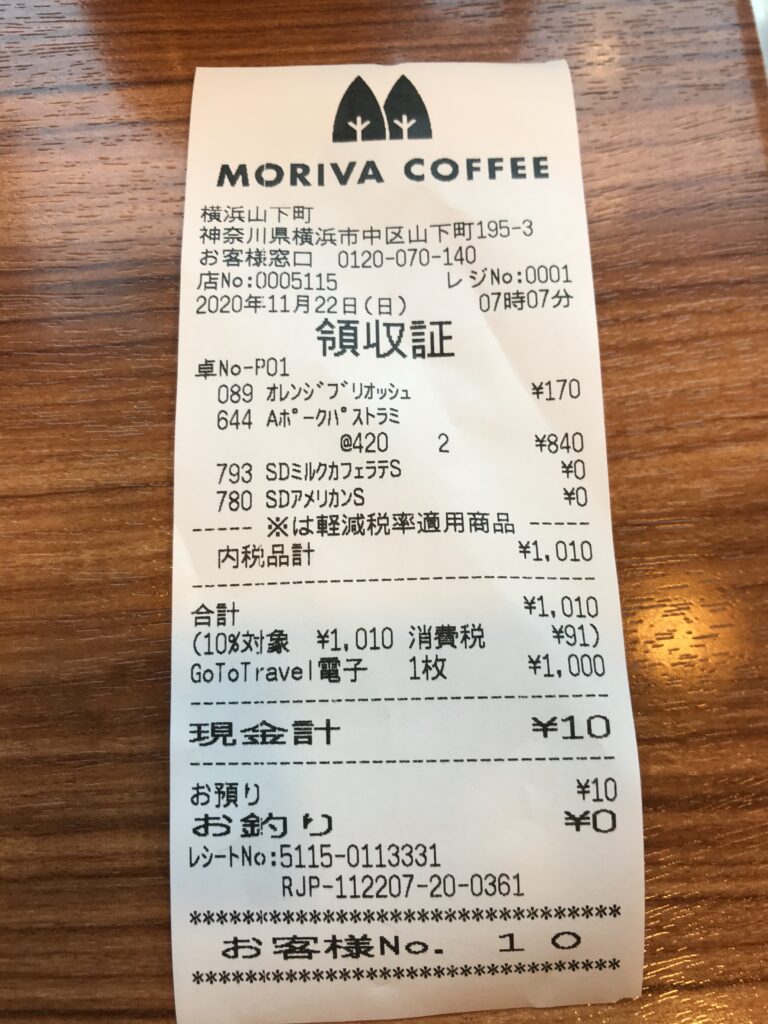 MORIVA COFFEE
横浜山下町
神奈川県横浜市中区山下町195-3
お客様窓口 0120-070-140
店No:0005115 レジNo:0001
2020年11月22日(日) 07時07分
領収証
卓No-P01
089 ｵﾚﾝｼﾞﾌﾞﾘｵｯｼｭ ¥170
644 Aﾎﾟｰｸﾊﾟｽﾄﾗﾐ
@420 2 ¥840
793 SDﾐﾙｸｶﾌｪﾗﾃS ¥0
780 SDｱﾒﾘｶﾝS ¥0
----- ※は軽減税率適用商品 -----
内税品計 ¥1,010
合計 ¥1,010
(10%対象 ¥1,010 消費税 ¥91)
GoToTravel電子 1枚 ¥1,000
現金計 ¥10
お預り ¥10
お釣り ¥0
ﾚｼｰﾄNo:5115-0113331
RJP-112207-20-0361
***********************************
お客様No. 10
***********************************